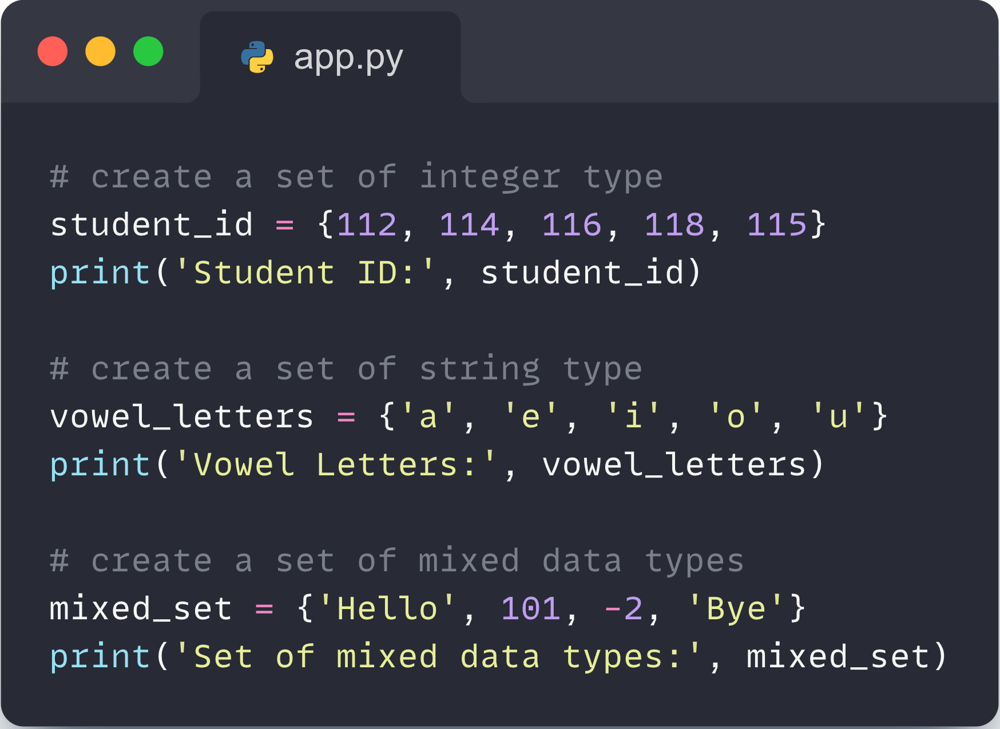 app.py
# create a set of integer type
student_id = {112, 114, 116, 118, 115}
print('Student ID:', student_id)
# create a set of string type
vowel_letters = {'a', 'e', 'i', 'o', 'u'}
print('Vowel Letters:', vowel_letters)
# create a set of mixed data types
mixed_set = {'Hello', 101, -2, 'Bye'}
print('Set of mixed data types:', mixed_set)